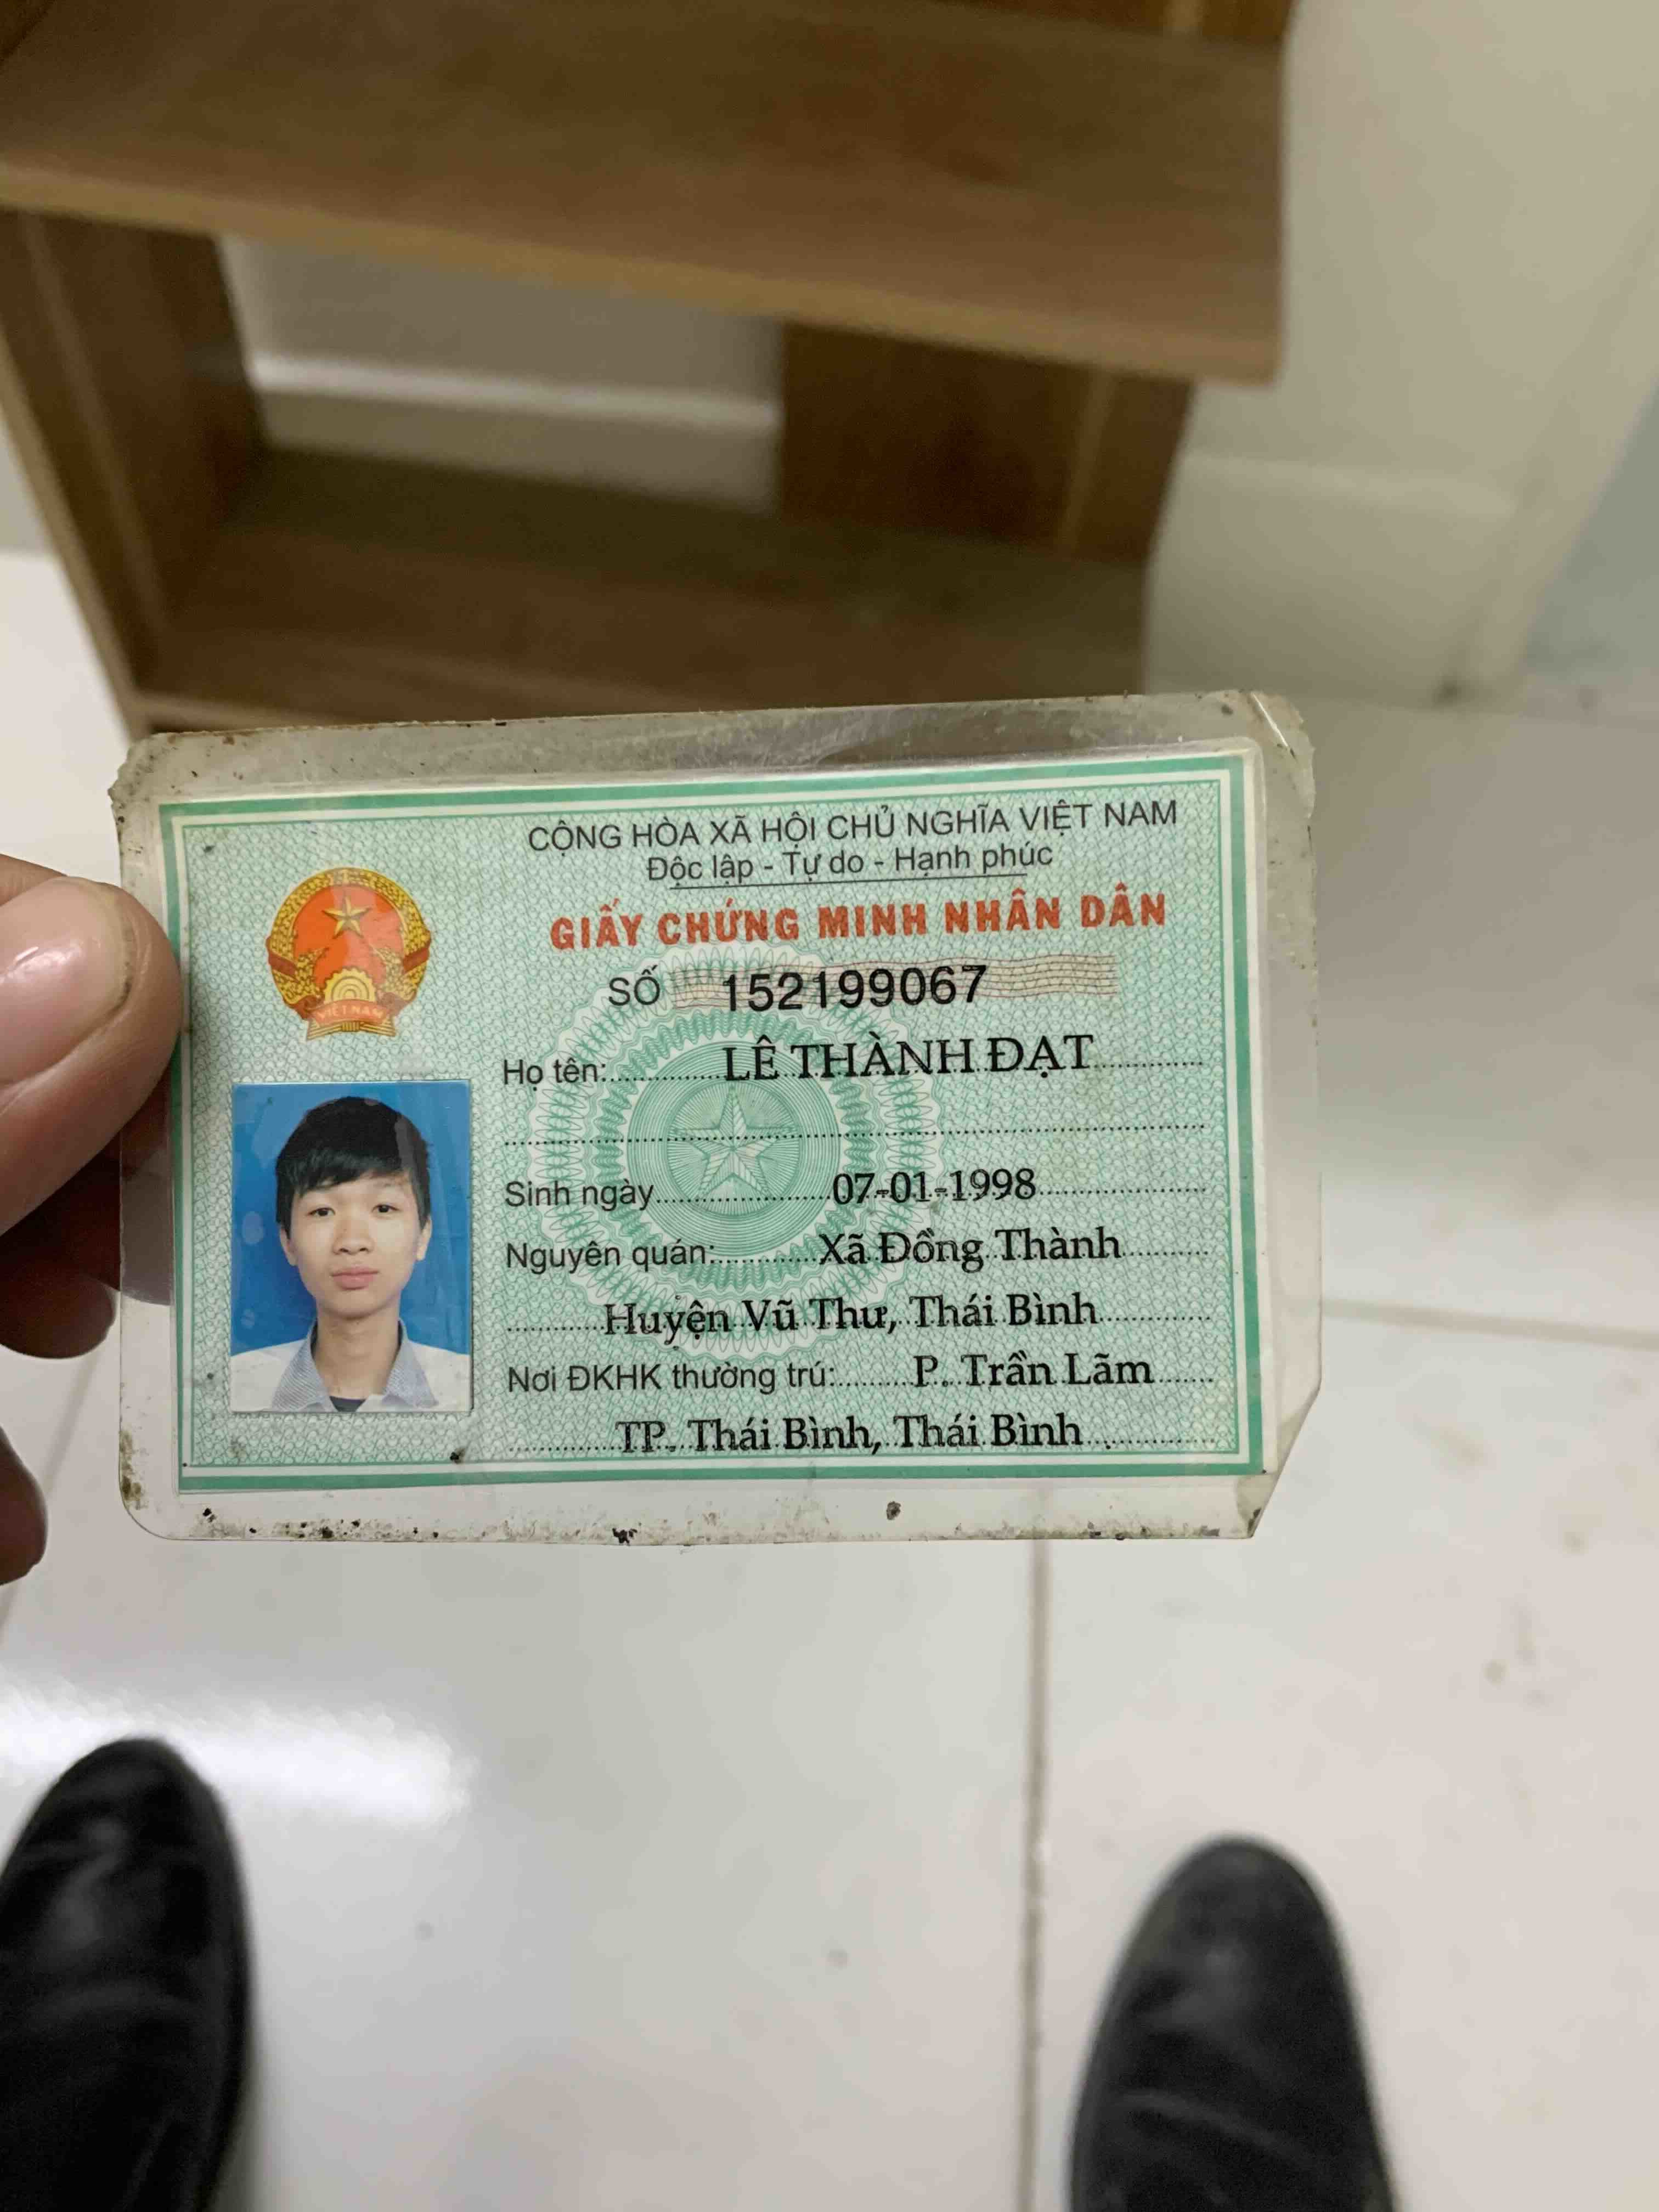 CỘNG HÒA XÃ HỘI CHỦ NGHĨA VIỆT NAM
Độc lập - Tự do - Hạnh phúc
GIẤY CHỨNG MINH NHÂN DÂN
SỐ 152199067
VIỆT NAM
Họ tên: LÊ THÀNH ĐẠT
Sinh ngày 07-01-1998
Nguyên quán: Xã Đồng Thành
Huyện Vũ Thư, Thái Bình
Nơi ĐKHK thường trú: P. Trần Lãm
TP. Thái Bình, Thái Bình